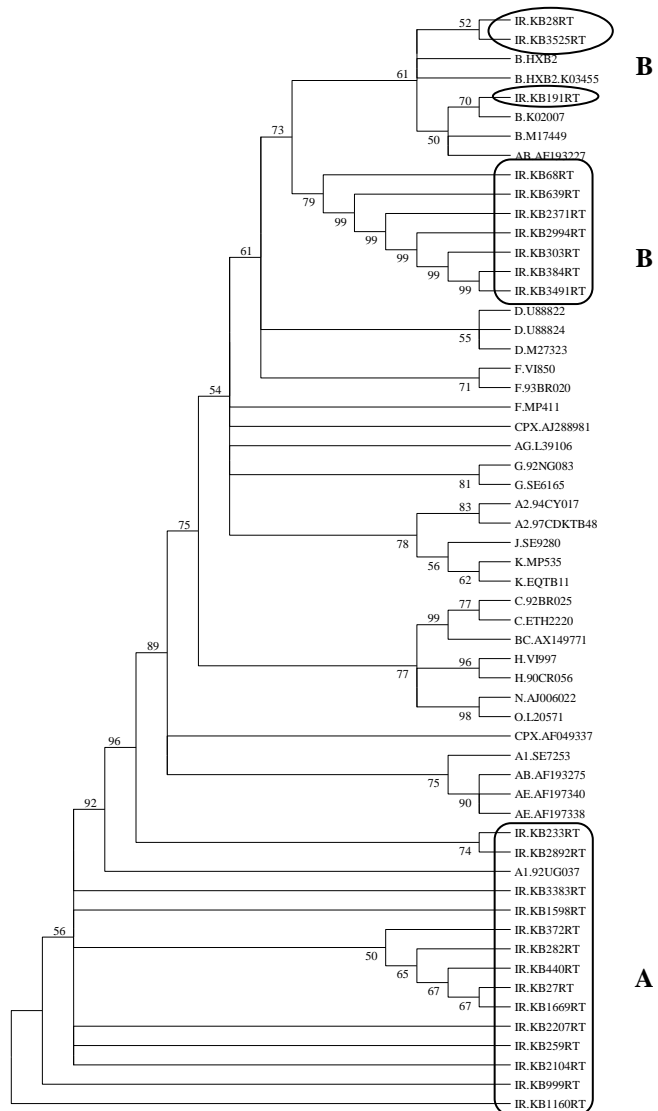 52
IR.KB28RT
IR.KB3525RT
B.HXB2
B
61
B.HXB2.K03455
IR.KB191RT
70
B.K02007
73
50
B.M17449
AB.AF193227
IR.KB68RT
79
IR.KB639RT
99
IR.KB2371RT
99
IR.KB2994RT
61
99
IR.KB303RT
B
IR.KB384RT
99
IR.KB3491RT
D.U88822
D.U88824
55
D.M27323
F.VI850
71
F.93BR020
54
F.MP411
CPX.AJ288981
AG.L39106
G.92NG083
81
G.SE6165
83
A2.94CY017
75
A2.97CDKTB48
78
J.SE9280
56
K.MP535
62
K.EQTB11
77
C.92BR025
99
C.ETH2220
BC.AX149771
89
96
H.VI997
77
H.90CR056
N.AJ006022
98
O.L20571
96
CPX.AF049337
A1.SE7253
75
AB.AF193275
90
AE.AF197340
92
AE.AF197338
IR.KB233RT
74
IR.KB2892RT
A1.92UG037
IR.KB3383RT
IR.KB1598RT
56
IR.KB372RT
50
IR.KB282RT
65
IR.KB440RT
67
IR.KB27RT
A
67
IR.KB1669RT
IR.KB2207RT
IR.KB259RT
IR.KB2104RT
IR.KB999RT
IR.KB1160RT